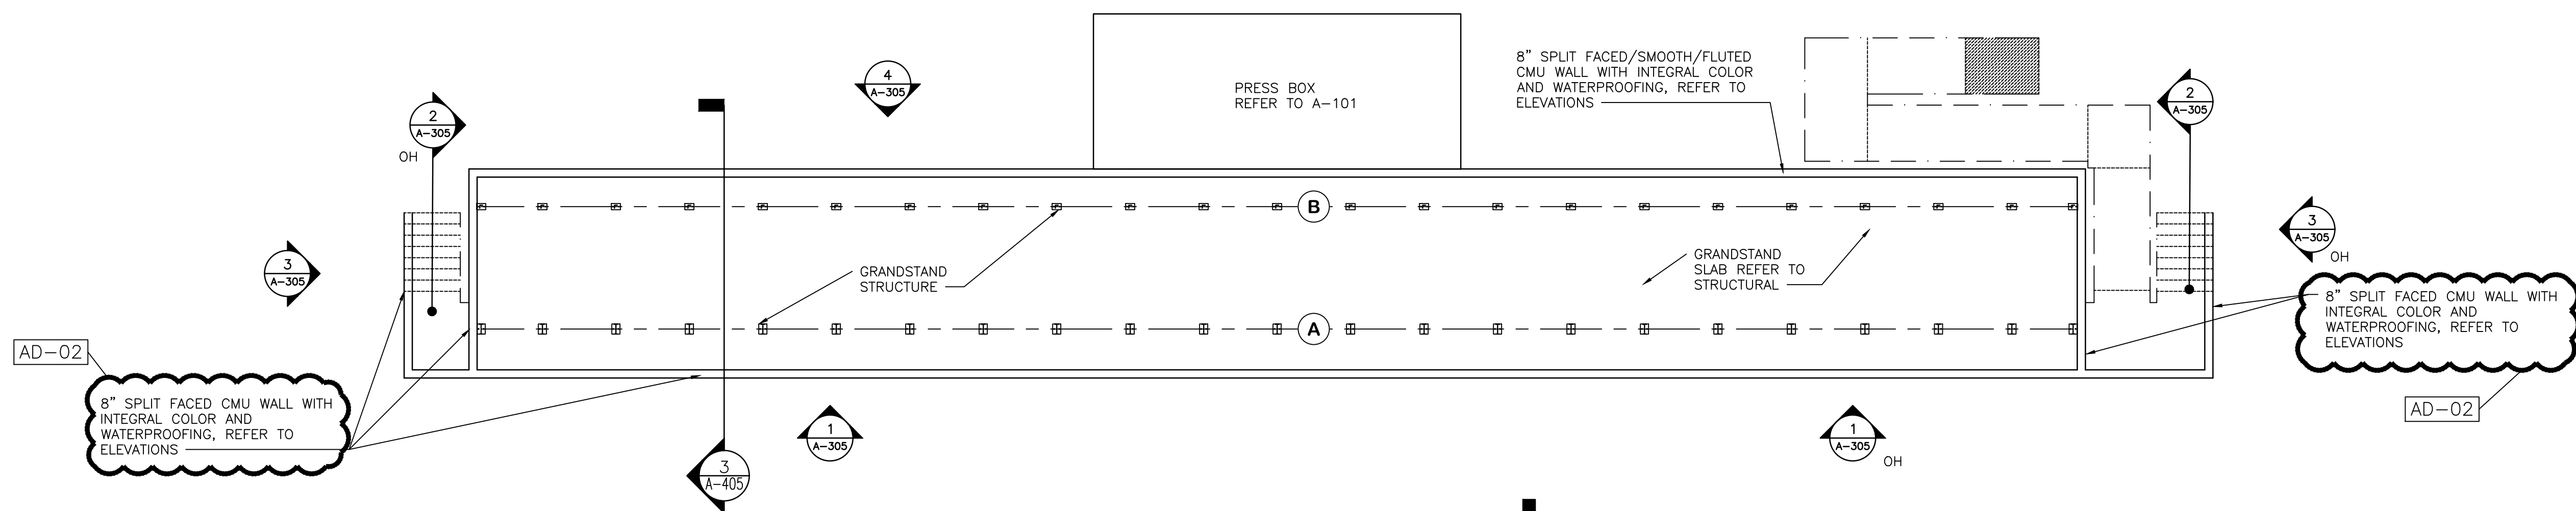 PRESS BOX
REFER TO A-101
8" SPLIT FACED/SMOOTH/FLUTED
CMU WALL WITH INTEGRAL COLOR
AND WATERPROOFING, REFER TO
ELEVATIONS
4
A-305
2
A-305
OH
2
A-305
B
3
A-305
GRANDSTAND
STRUCTURE
GRANDSTAND
SLAB REFER TO
STRUCTURAL
3
A-305
OH
A
AD-02
8" SPLIT FACED CMU WALL WITH
INTEGRAL COLOR AND
WATERPROOFING, REFER TO
ELEVATIONS
8" SPLIT FACED CMU WALL WITH
INTEGRAL COLOR AND
WATERPROOFING, REFER TO
ELEVATIONS
AD-02
1
A-305
1
A-305
OH
3
A-405